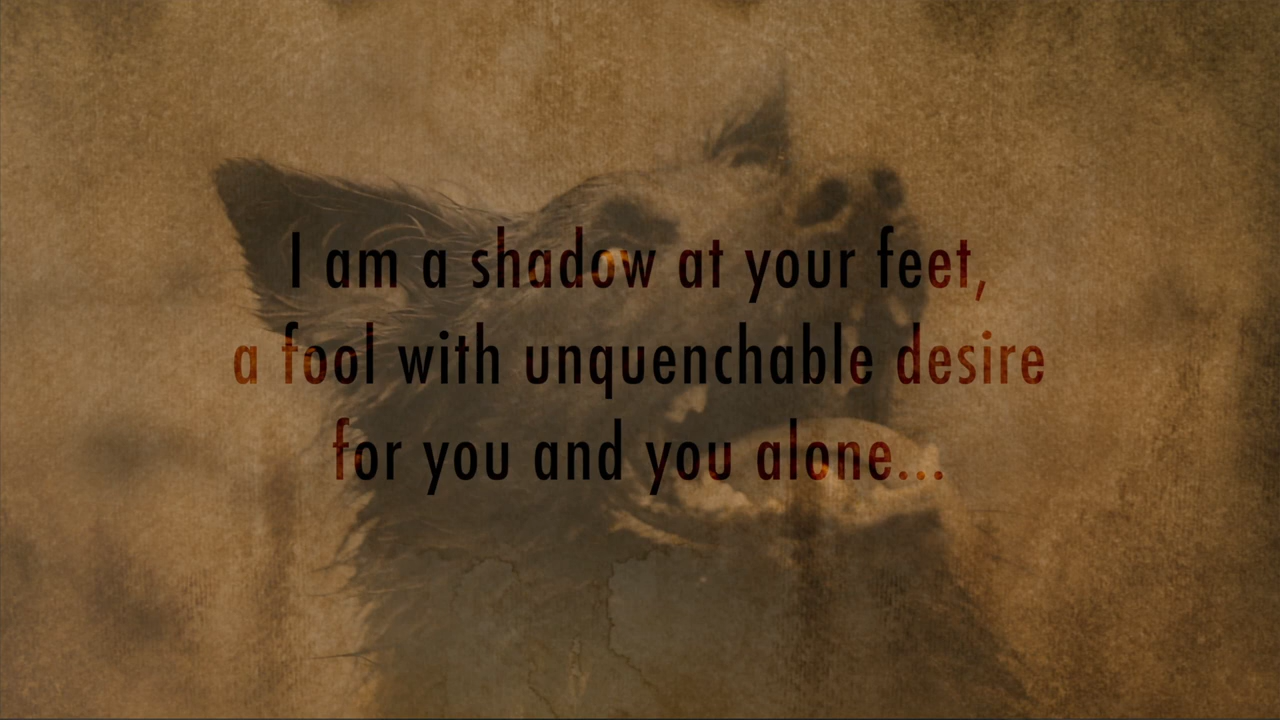 I am a shadow at your feet,
a fool with unquenchable desire
for you and you alone...